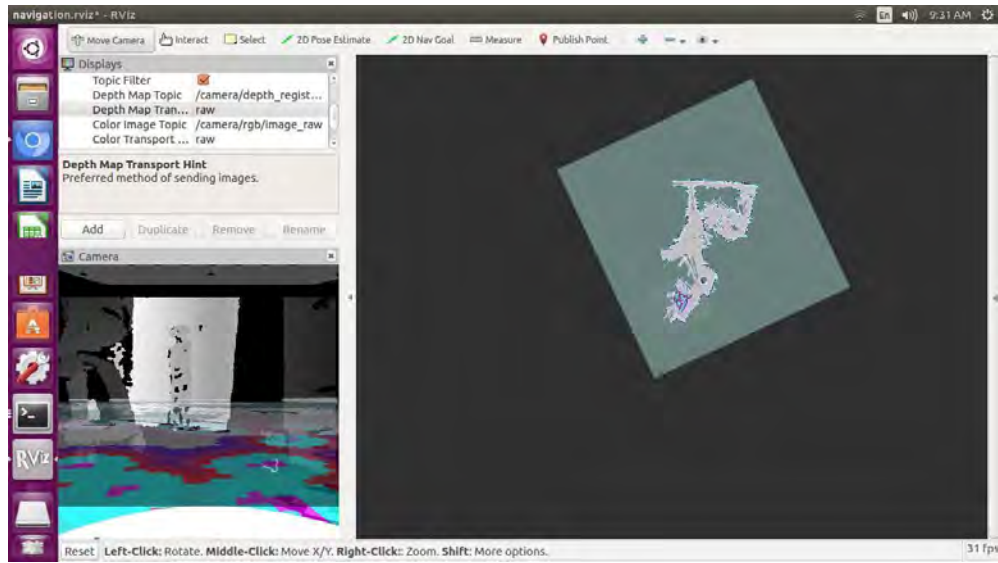 navigation.rviz* - RViz
En 9:31 AM
Move Camera Interact Select 2D Pose Estimate 2D Nav Goal Measure Publish Point
Displays
Topic Filter
Depth Map Topic /camera/depth_regist...
Depth Map Tran... raw
Color Image Topic /camera/rgb/image_raw
Color Transport ... raw
Depth Map Transport Hint
Preferred method of sending images.
Add Duplicate Remove Rename
Camera
RViz
Reset Left-Click: Rotate. Middle-Click: Move X/Y. Right-Click:: Zoom. Shift: More options.
31 fps